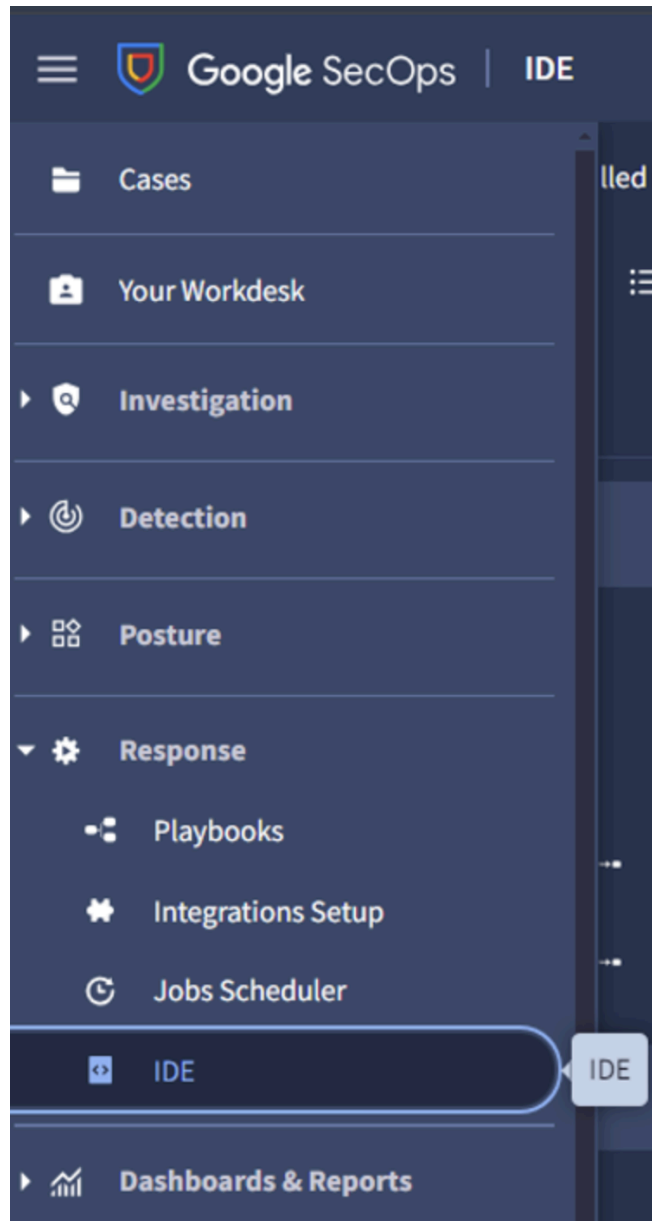 Google SecOps | IDE
Cases
lled
Your Workdesk
Investigation
Detection
Posture
Response
Playbooks
Integrations Setup
Jobs Scheduler
IDE
IDE
Dashboards & Reports